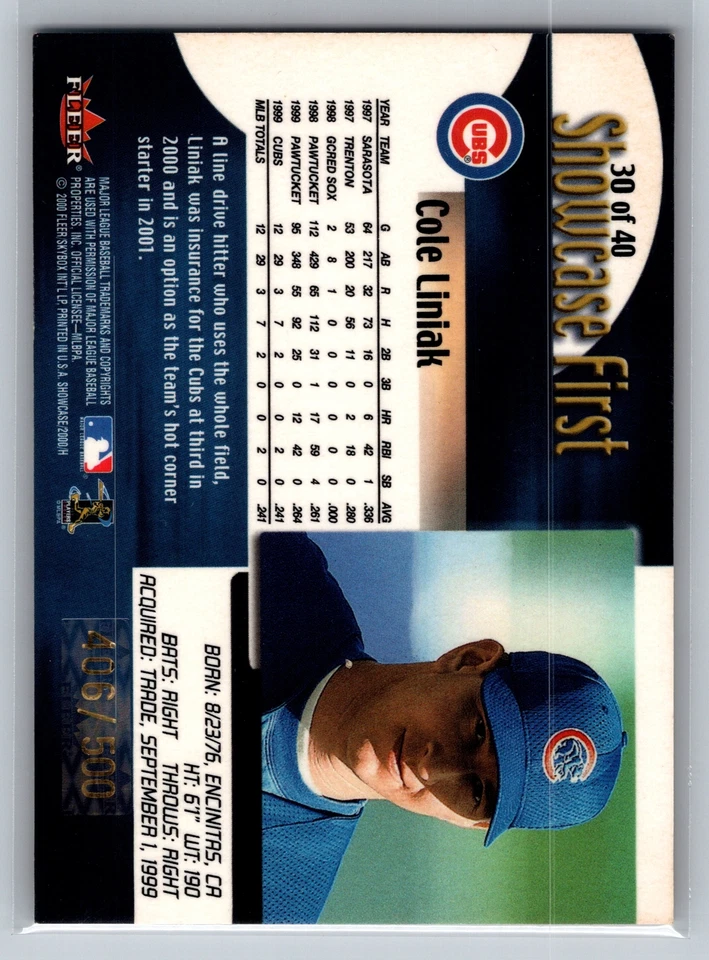 30 of 40
Showcase First
CUBS
Cole Liniak
YEAR TEAM G AB R H 2B 3B HR RBI SB AVG
1997 SARASOTA 64 217 32 73 16 0 6 42 1 .336
1997 TRENTON 53 200 20 56 11 0 2 18 0 .280
1998 GCRED SOX 2 8 1 0 0 0 0 0 0 .000
1998 PAWTUCKET 112 429 65 112 31 1 17 59 4 .261
1999 PAWTUCKET 95 348 55 92 25 0 12 42 0 .264
1999 CUBS 12 29 3 7 2 0 0 2 0 .241
MLB TOTALS 12 29 3 7 2 0 0 2 0 .241
A line drive hitter who uses the whole field,
Liniak was insurance for the Cubs at third in
2000 and is an option as the team's hot corner
starter in 2001.
BORN: 8/23/76, ENCINITAS, CA
HT: 6'1" WT: 190
BATS: RIGHT THROWS: RIGHT
ACQUIRED: TRADE, SEPTEMBER 1, 1999
FLEER®
MAJOR LEAGUE BASEBALL TRADEMARKS AND COPYRIGHTS
ARE USED WITH PERMISSION OF MAJOR LEAGUE BASEBALL
PROPERTIES, INC. OFFICIAL LICENSEE—MLBPA.
© 2000 FLEER/SKYBOX INT'L LP. PRINTED IN U.S.A. SHOWCASE/2000/H
PLAYERS
406/500